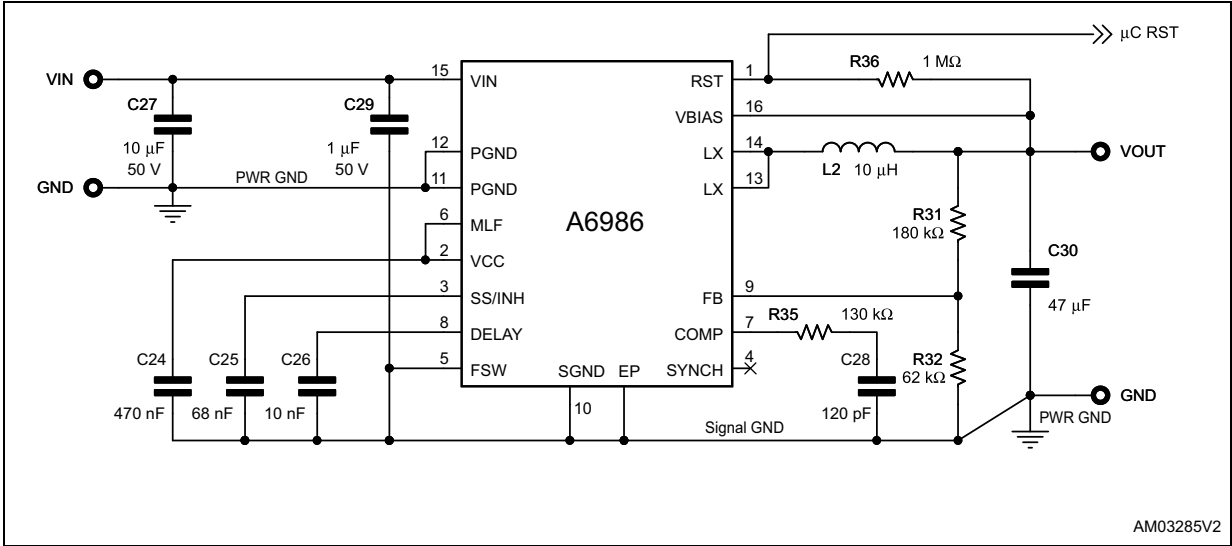 μC RST
R36
1 MΩ
VIN
15
VIN
RST
1
C27
C29
VBIAS
16
10 μF
50 V
1 μF
50 V
12
PGND
LX
14
VOUT
L2
10 μH
GND
PWR GND
11
PGND
LX
13
A6986
6
MLF
R31
180 kΩ
2
VCC
C30
3
SS/INH
FB
9
47 μF
R35
130 kΩ
8
DELAY
COMP
7
C24
C25
C26
C28
R32
62 kΩ
5
FSW
SGND
EP
SYNCH
4
GND
470 nF
68 nF
10 nF
10
120 pF
PWR GND
Signal GND
AM03285V2